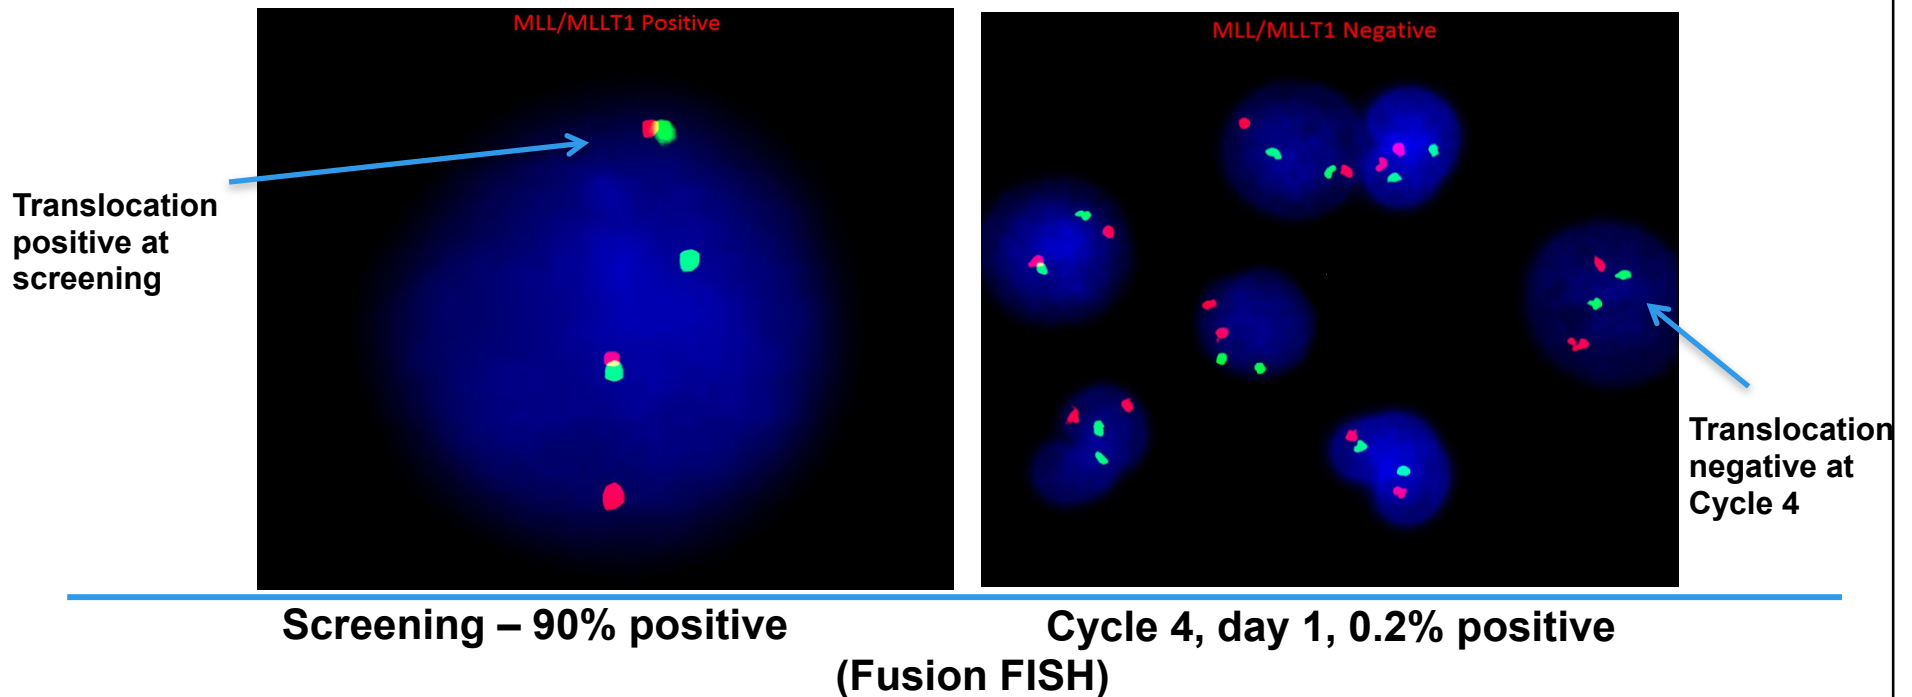 MLL/MLLT1 Positive
MLL/MLLT1 Negative
Translocation
positive at
screening
Translocation
negative at
Cycle 4
Screening – 90% positive
Cycle 4, day 1, 0.2% positive
(Fusion FISH)